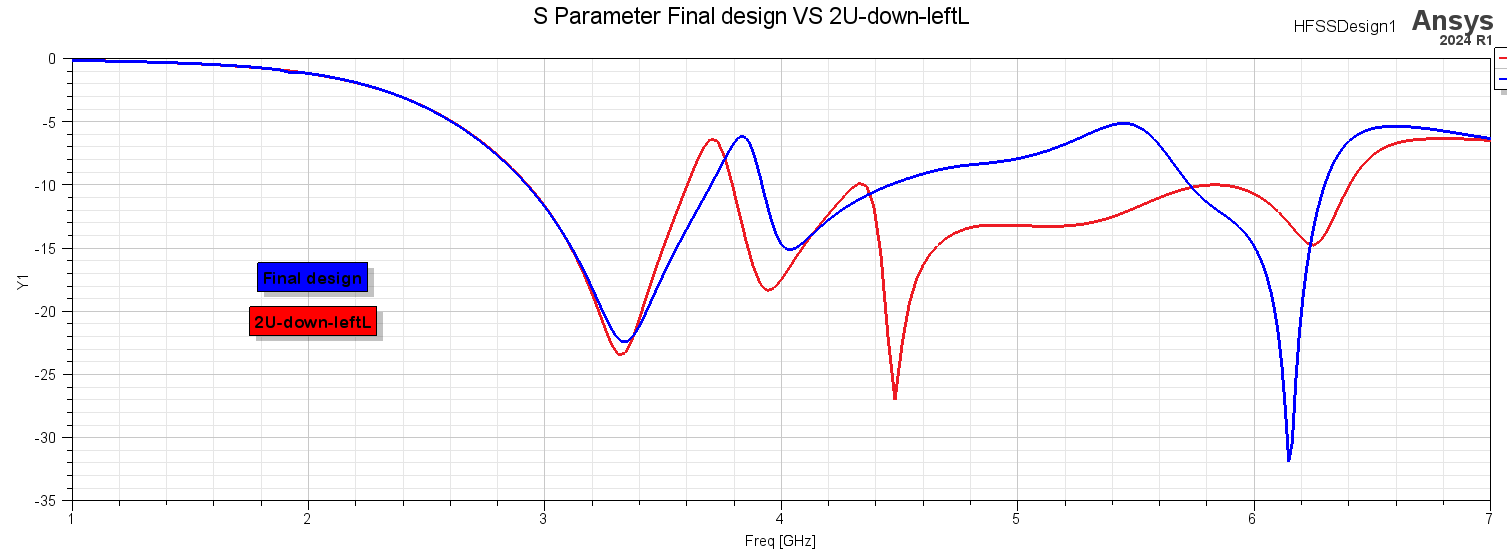 S Parameter Final design VS 2U-down-leftL
HFSSDesign1
Ansys
2024 R1
0
-5
-10
-15
-20
-25
-30
-35
Y1
Final design
2U-down-leftL
1
2
3
4
5
6
7
Freq [GHz]